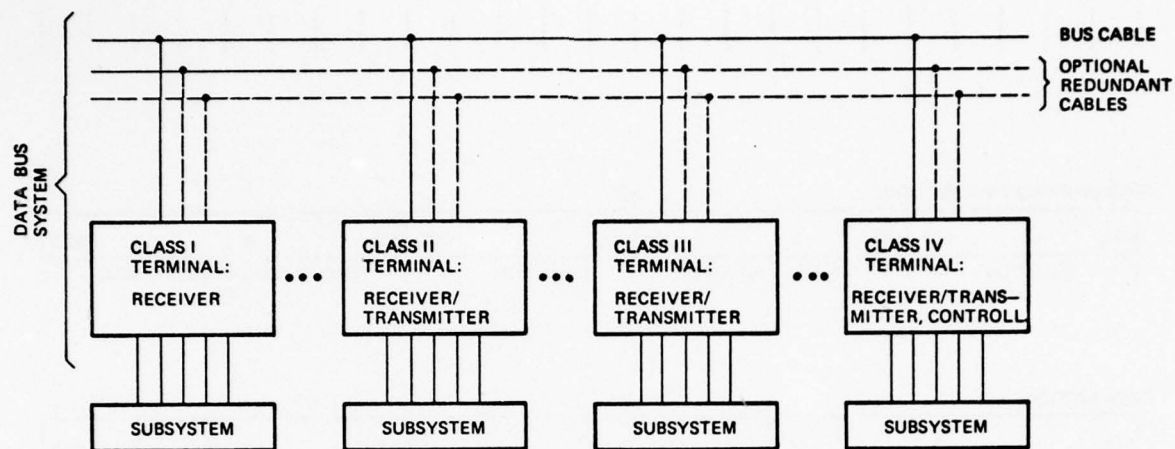 BUS CABLE
OPTIONAL
REDUNDANT
CABLES
DATA BUS
SYSTEM
CLASS I
TERMINAL:
RECEIVER
CLASS II
TERMINAL:
RECEIVER/
TRANSMITTER
CLASS III
TERMINAL:
RECEIVER/
TRANSMITTER
CLASS IV
TERMINAL:
RECEIVER/TRANS–
MITTER, CONTROLL.
SUBSYSTEM
SUBSYSTEM
SUBSYSTEM
SUBSYSTEM